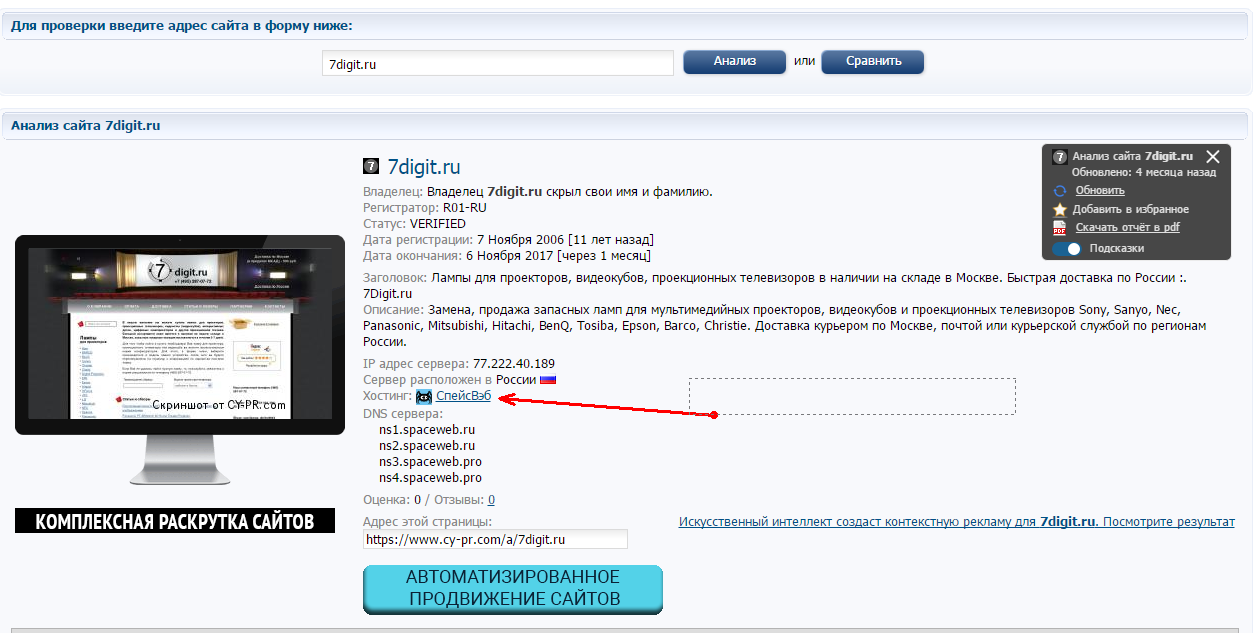 Для проверки введите адрес сайта в форму ниже:
7digit.ru
Анализ
или
Сравнить
Анализ сайта 7digit.ru
7 7digit.ru
Владелец: Владелец 7digit.ru скрыл свои имя и фамилию.
Регистратор: R01-RU
Статус: VERIFIED
Дата регистрации: 7 Ноября 2006 [11 лет назад]
Дата окончания: 6 Ноября 2017 [через 1 месяц]
Заголовок: Лампы для проекторов, видеокубов, проекционных телевизоров в наличии на складе в Москве. Быстрая доставка по России :.
7Digit.ru
Описание: Замена, продажа запасных ламп для мультимедийных проекторов, видеокубов и проекционных телевизоров Sony, Sanyo, Nec,
Panasonic, Mitsubishi, Hitachi, BenQ, Tosiba, Epson, Barco, Christie. Доставка курьером по Москве, почтой или курьерской службой по регионам
России.
IP адрес сервера: 77.222.40.189
Сервер расположен в России
Хостинг: СпейсВэб
DNS сервера:
ns1.spaceweb.ru
ns2.spaceweb.ru
ns3.spaceweb.pro
ns4.spaceweb.pro
Оценка: 0 / Отзывы: 0
Адрес этой страницы:
https://www.cy-pr.com/a/7digit.ru
АВТОМАТИЗИРОВАННОЕ
ПРОДВИЖЕНИЕ САЙТОВ
Искусственный интеллект создаст контекстную рекламу для 7digit.ru. Посмотрите результат
7 Анализ сайта 7digit.ru
Обновлено: 4 месяца назад
Обновить
Добавить в избранное
PDF Скачать отчёт в pdf
Подсказки
7 digit.ru
Скриншот от CY-PR.com
КОМПЛЕКСНАЯ РАСКРУТКА САЙТОВ